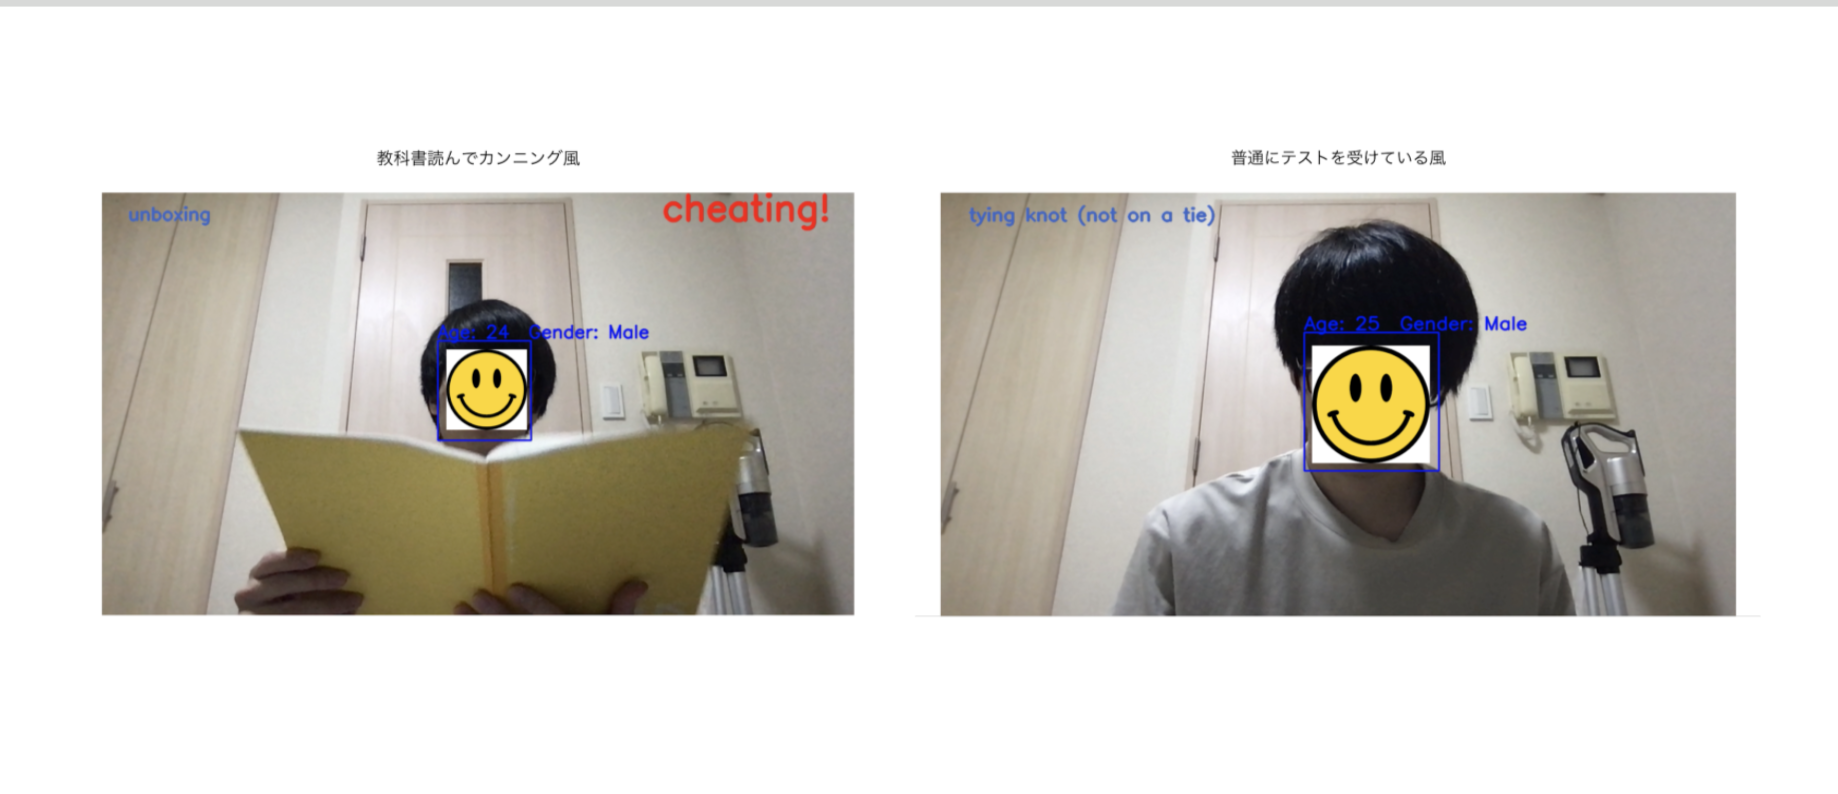 教科書読んでカンニング風
普通にテストを受けている風
unboxing
cheating!
Age: 24 Gender: Male
tying knot (not on a tie)
Age: 25 Gender: Male